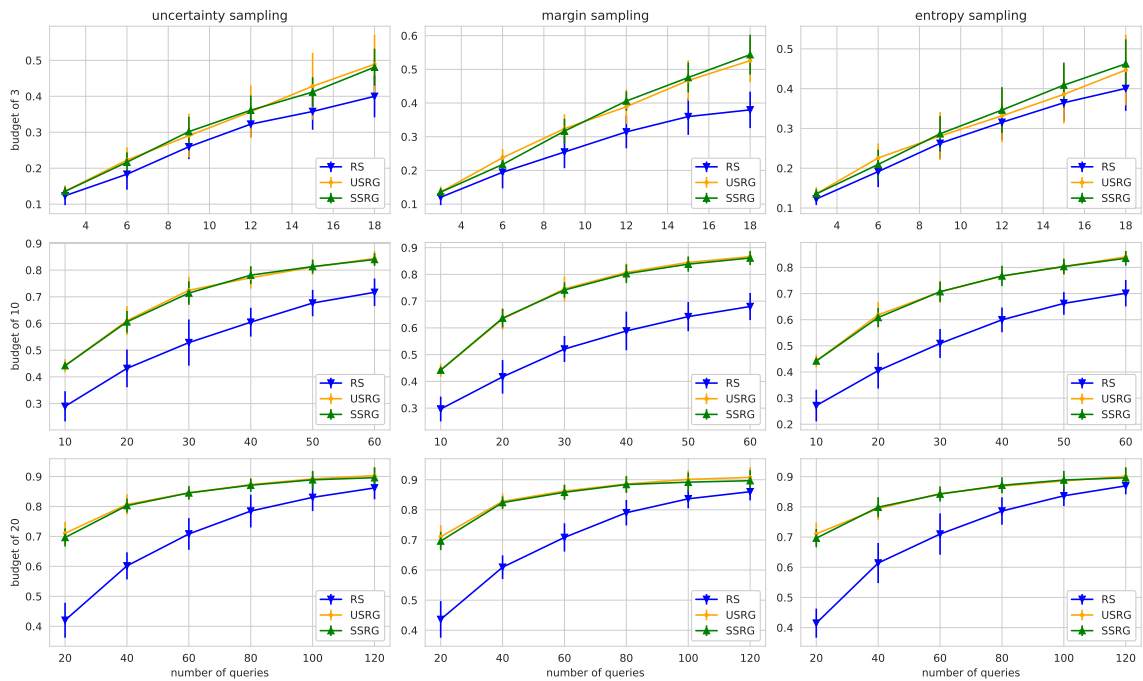 uncertainty sampling
margin sampling
entropy sampling
budget of 3
0.5
0.4
0.3
0.2
0.1
4 6 8 10 12 14 16 18
RS
USRG
SSRG
0.6
0.5
0.4
0.3
0.2
0.1
4 6 8 10 12 14 16 18
RS
USRG
SSRG
0.5
0.4
0.3
0.2
0.1
4 6 8 10 12 14 16 18
RS
USRG
SSRG
budget of 10
0.9
0.8
0.7
0.6
0.5
0.4
0.3
10 20 30 40 50 60
RS
USRG
SSRG
0.9
0.8
0.7
0.6
0.5
0.4
0.3
10 20 30 40 50 60
RS
USRG
SSRG
0.8
0.7
0.6
0.5
0.4
0.3
0.2
10 20 30 40 50 60
RS
USRG
SSRG
budget of 20
0.9
0.8
0.7
0.6
0.5
0.4
20 40 60 80 100 120
number of queries
RS
USRG
SSRG
0.9
0.8
0.7
0.6
0.5
0.4
20 40 60 80 100 120
number of queries
RS
USRG
SSRG
0.9
0.8
0.7
0.6
0.5
0.4
20 40 60 80 100 120
number of queries
RS
USRG
SSRG